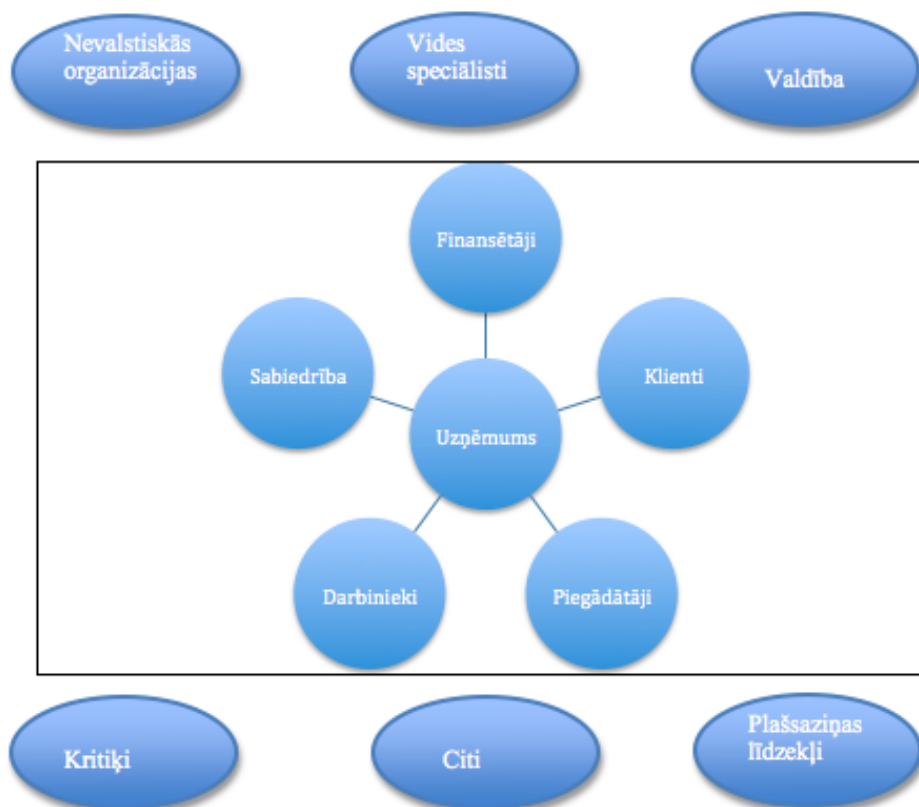 Nevalstiskās
organizācijas
Vides
speciālisti
Valdība
Finansētāji
Sabiedrība
Klienti
Uzņēmums
Darbinieki
Piegādātāji
Kritiķi
Citi
Plašsaziņas
līdzekļi